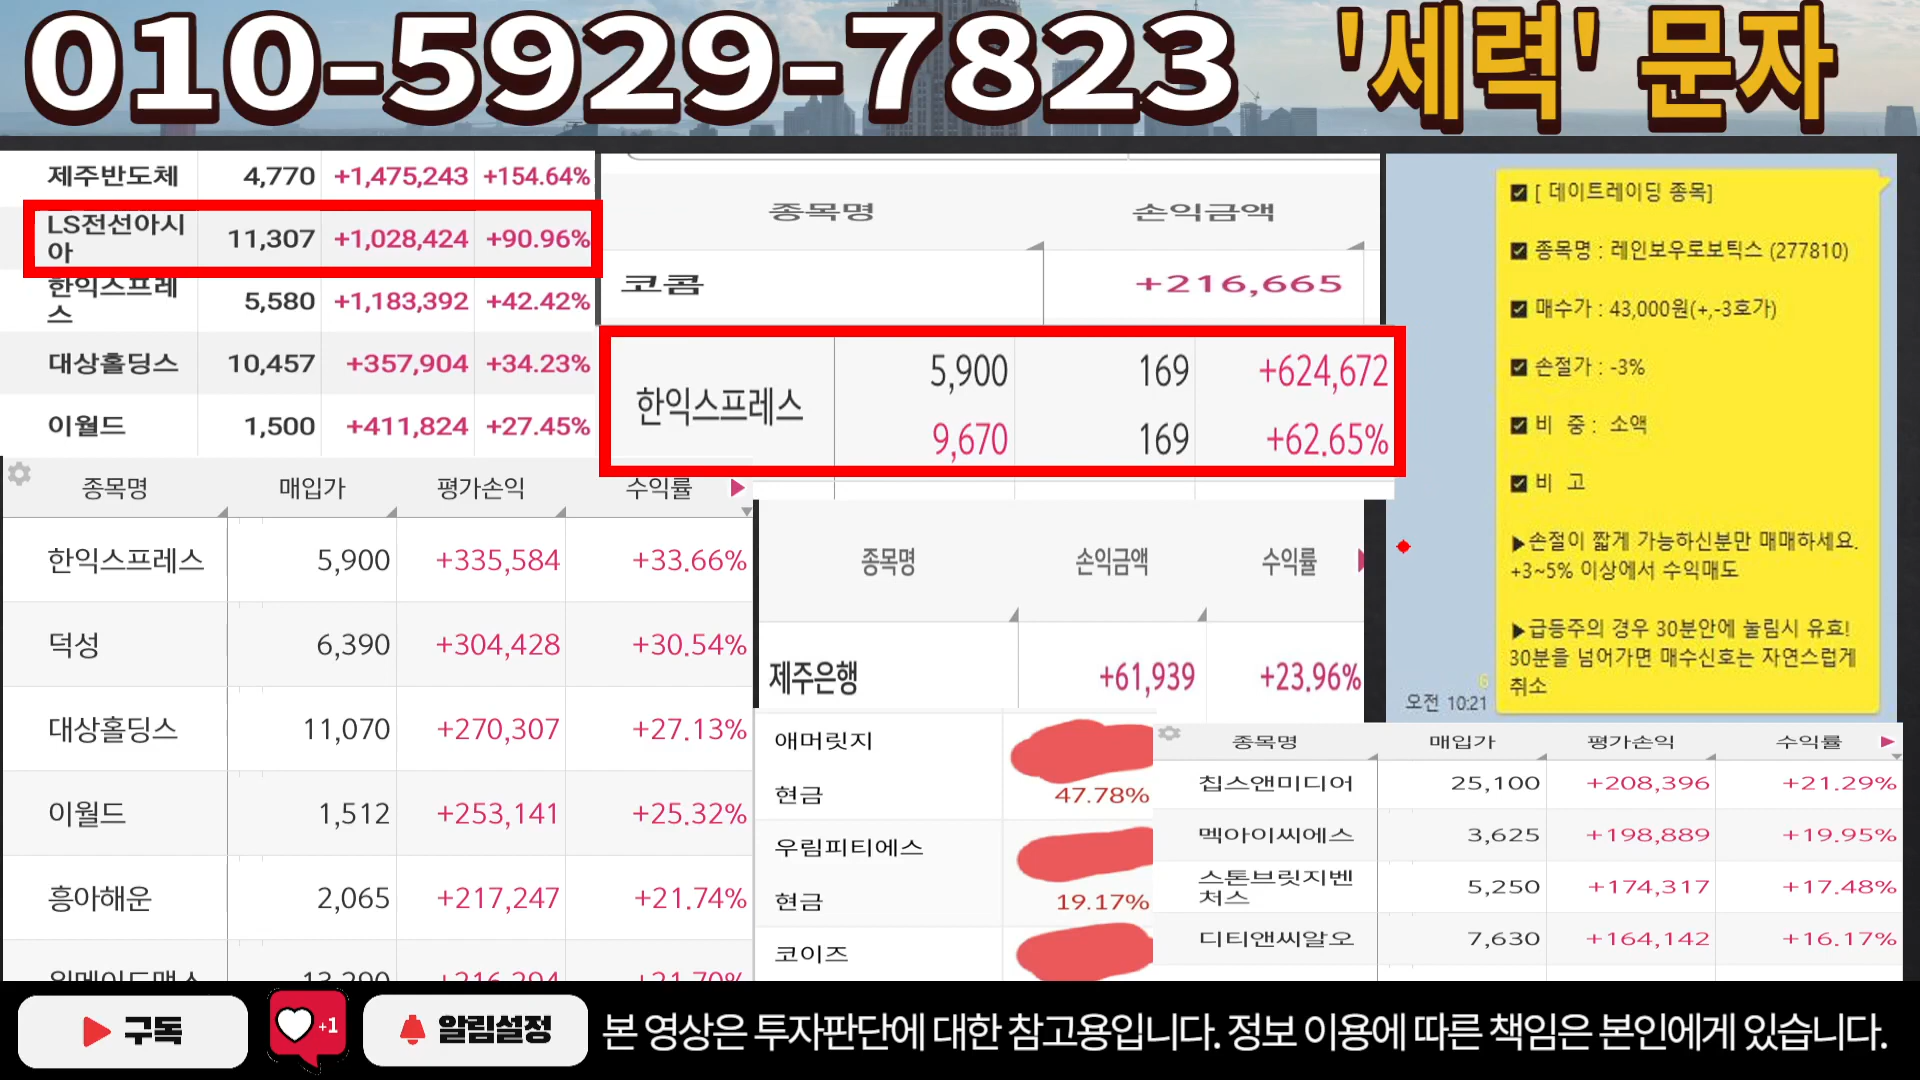 010-5929-7823 '세력' 문자
제주반도체 4,770 +1,475,243 +154.64%
LS전선아시아 11,307 +1,028,424 +90.96%
한익스프레스 5,580 +1,183,392 +42.42%
대상홀딩스 10,457 +357,904 +34.23%
이월드 1,500 +411,824 +27.45%
종목명 손익금액
코콤 +216,665
한익스프레스 5,900 169 +624,672
9,670 169 +62.65%
종목명 매입가 평가손익 수익률
한익스프레스 5,900 +335,584 +33.66%
덕성 6,390 +304,428 +30.54%
대상홀딩스 11,070 +270,307 +27.13%
이월드 1,512 +253,141 +25.32%
흥아해운 2,065 +217,247 +21.74%
종목명 손익금액 수익률
제주은행 +61,939 +23.96%
애머릿지
현금 47.78%
우림피티에스
현금 19.17%
코이즈
[ 데이트레이딩 종목]
종목명 : 레인보우로보틱스 (277810)
매수가 : 43,000원(+,-3호가)
손절가 : -3%
비 중 : 소액
비 고
▶손절이 짧게 가능하신분만 매매하세요.
+3~5% 이상에서 수익매도
▶급등주의 경우 30분안에 눌림시 유효!
30분을 넘어가면 매수신호는 자연스럽게
취소
6
오전 10:21
종목명 매입가 평가손익 수익률
칩스앤미디어 25,100 +208,396 +21.29%
멕아이씨에스 3,625 +198,889 +19.95%
스톤브릿지벤처스 5,250 +174,317 +17.48%
디티앤씨알오 7,630 +164,142 +16.17%
구독 +1 알림설정 본 영상은 투자판단에 대한 참고용입니다. 정보 이용에 따른 책임은 본인에게 있습니다.